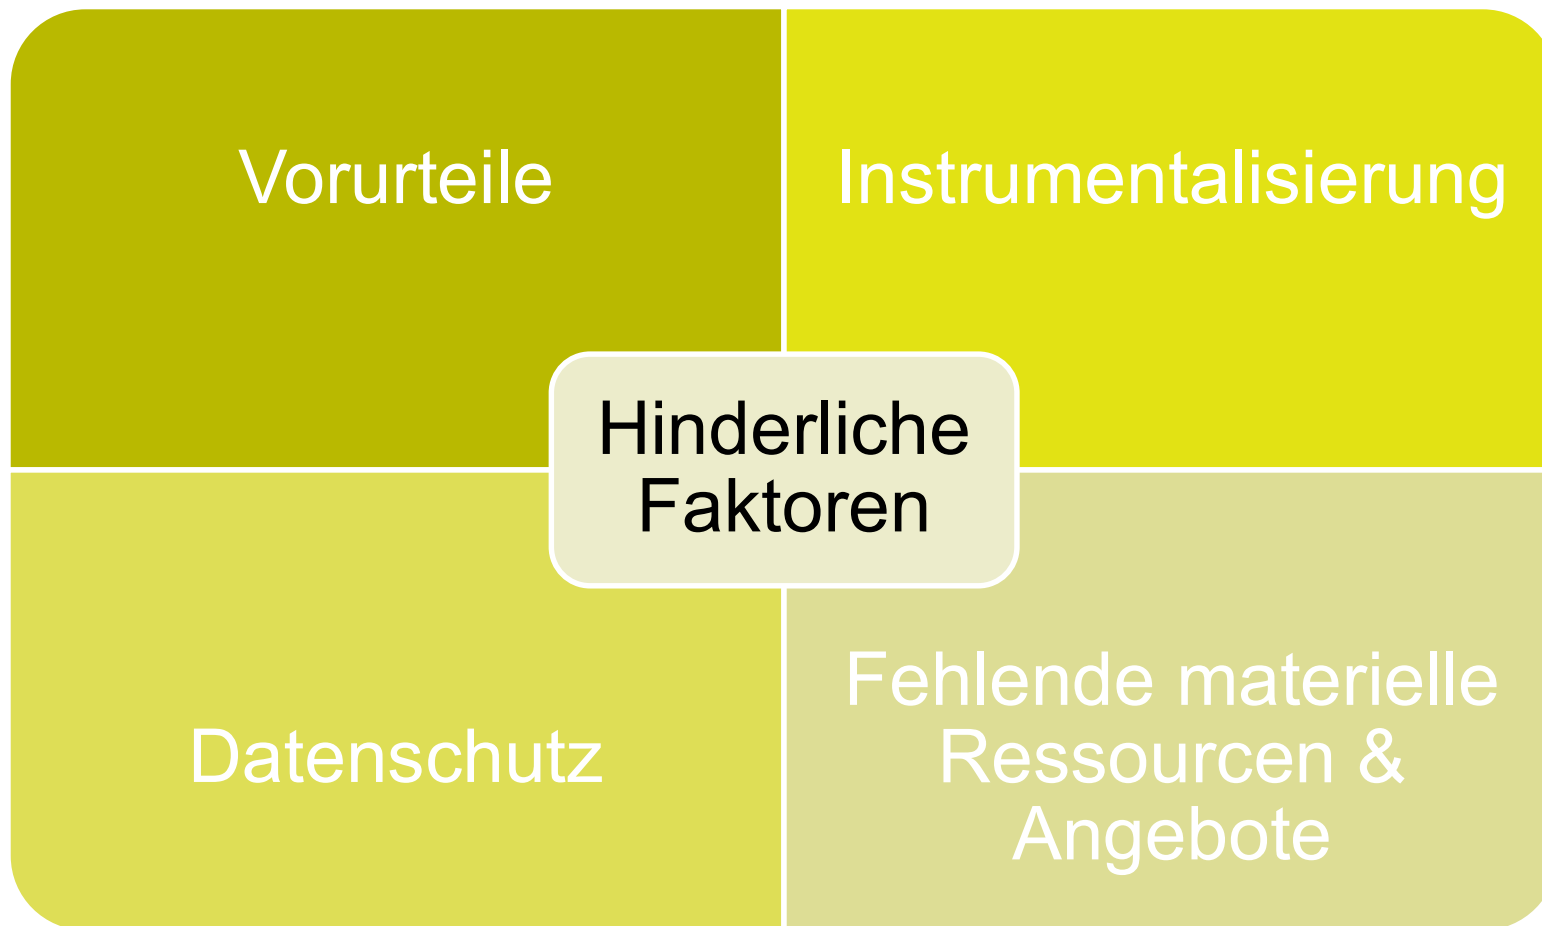 Vorurteile
Instrumentalisierung
Hinderliche
Faktoren
Datenschutz
Fehlende materielle
Ressourcen &
Angebote